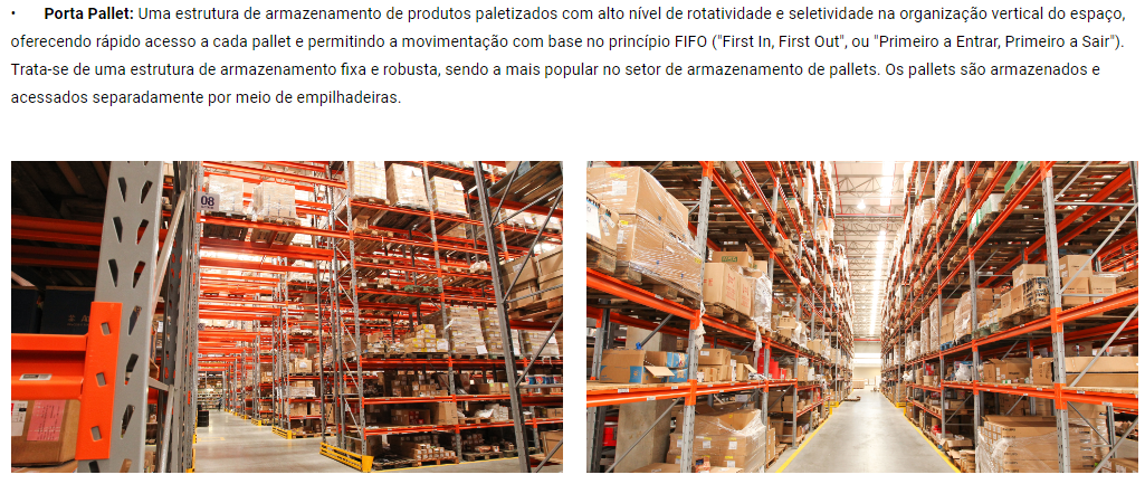 • Porta Pallet: Uma estrutura de armazenamento de produtos paletizados com alto nível de rotatividade e seletividade na organização vertical do espaço,
oferecendo rápido acesso a cada pallet e permitindo a movimentação com base no princípio FIFO ("First In, First Out", ou "Primeiro a Entrar, Primeiro a Sair").
Trata-se de uma estrutura de armazenamento fixa e robusta, sendo a mais popular no setor de armazenamento de pallets. Os pallets são armazenados e
acessados separadamente por meio de empilhadeiras.
08